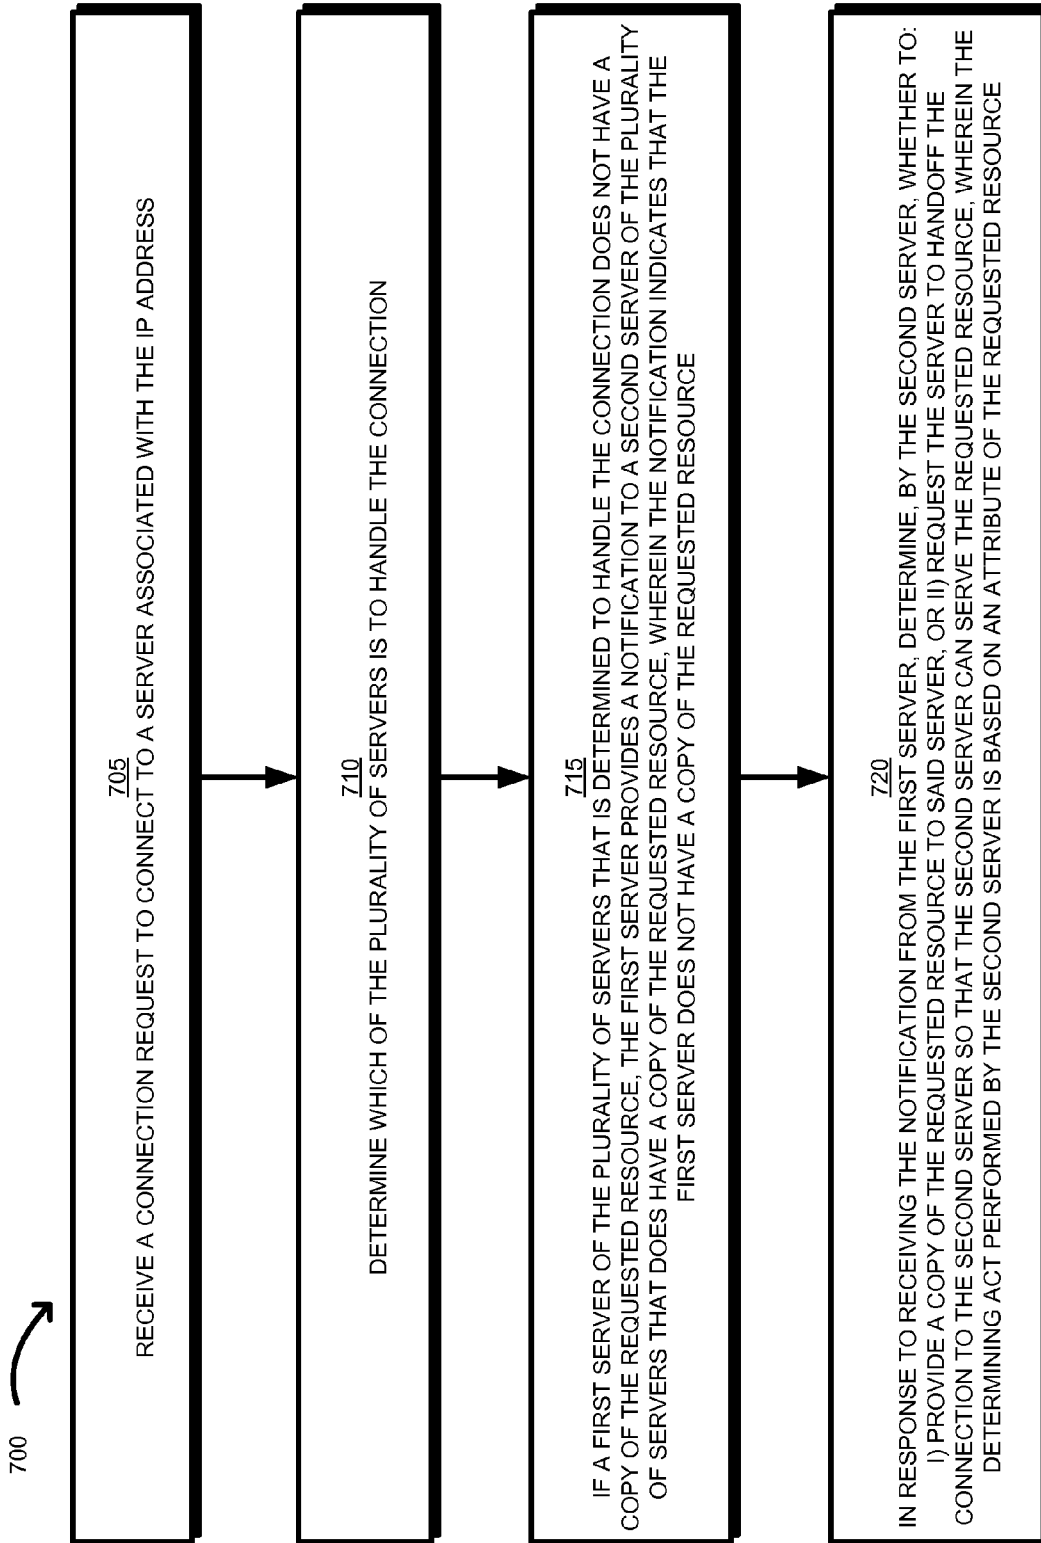 700
705
RECEIVE A CONNECTION REQUEST TO CONNECT TO A SERVER ASSOCIATED WITH THE IP ADDRESS
710
DETERMINE WHICH OF THE PLURALITY OF SERVERS IS TO HANDLE THE CONNECTION
715
IF A FIRST SERVER OF THE PLURALITY OF SERVERS THAT IS DETERMINED TO HANDLE THE CONNECTION DOES NOT HAVE A
COPY OF THE REQUESTED RESOURCE, THE FIRST SERVER PROVIDES A NOTIFICATION TO A SECOND SERVER OF THE PLURALITY
OF SERVERS THAT DOES HAVE A COPY OF THE REQUESTED RESOURCE, WHEREIN THE NOTIFICATION INDICATES THAT THE
FIRST SERVER DOES NOT HAVE A COPY OF THE REQUESTED RESOURCE
720
IN RESPONSE TO RECEIVING THE NOTIFICATION FROM THE FIRST SERVER, DETERMINE, BY THE SECOND SERVER, WHETHER TO:
I) PROVIDE A COPY OF THE REQUESTED RESOURCE TO SAID SERVER, OR II) REQUEST THE SERVER TO HANDOFF THE
CONNECTION TO THE SECOND SERVER SO THAT THE SECOND SERVER CAN SERVE THE REQUESTED RESOURCE, WHEREIN THE
DETERMINING ACT PERFORMED BY THE SECOND SERVER IS BASED ON AN ATTRIBUTE OF THE REQUESTED RESOURCE